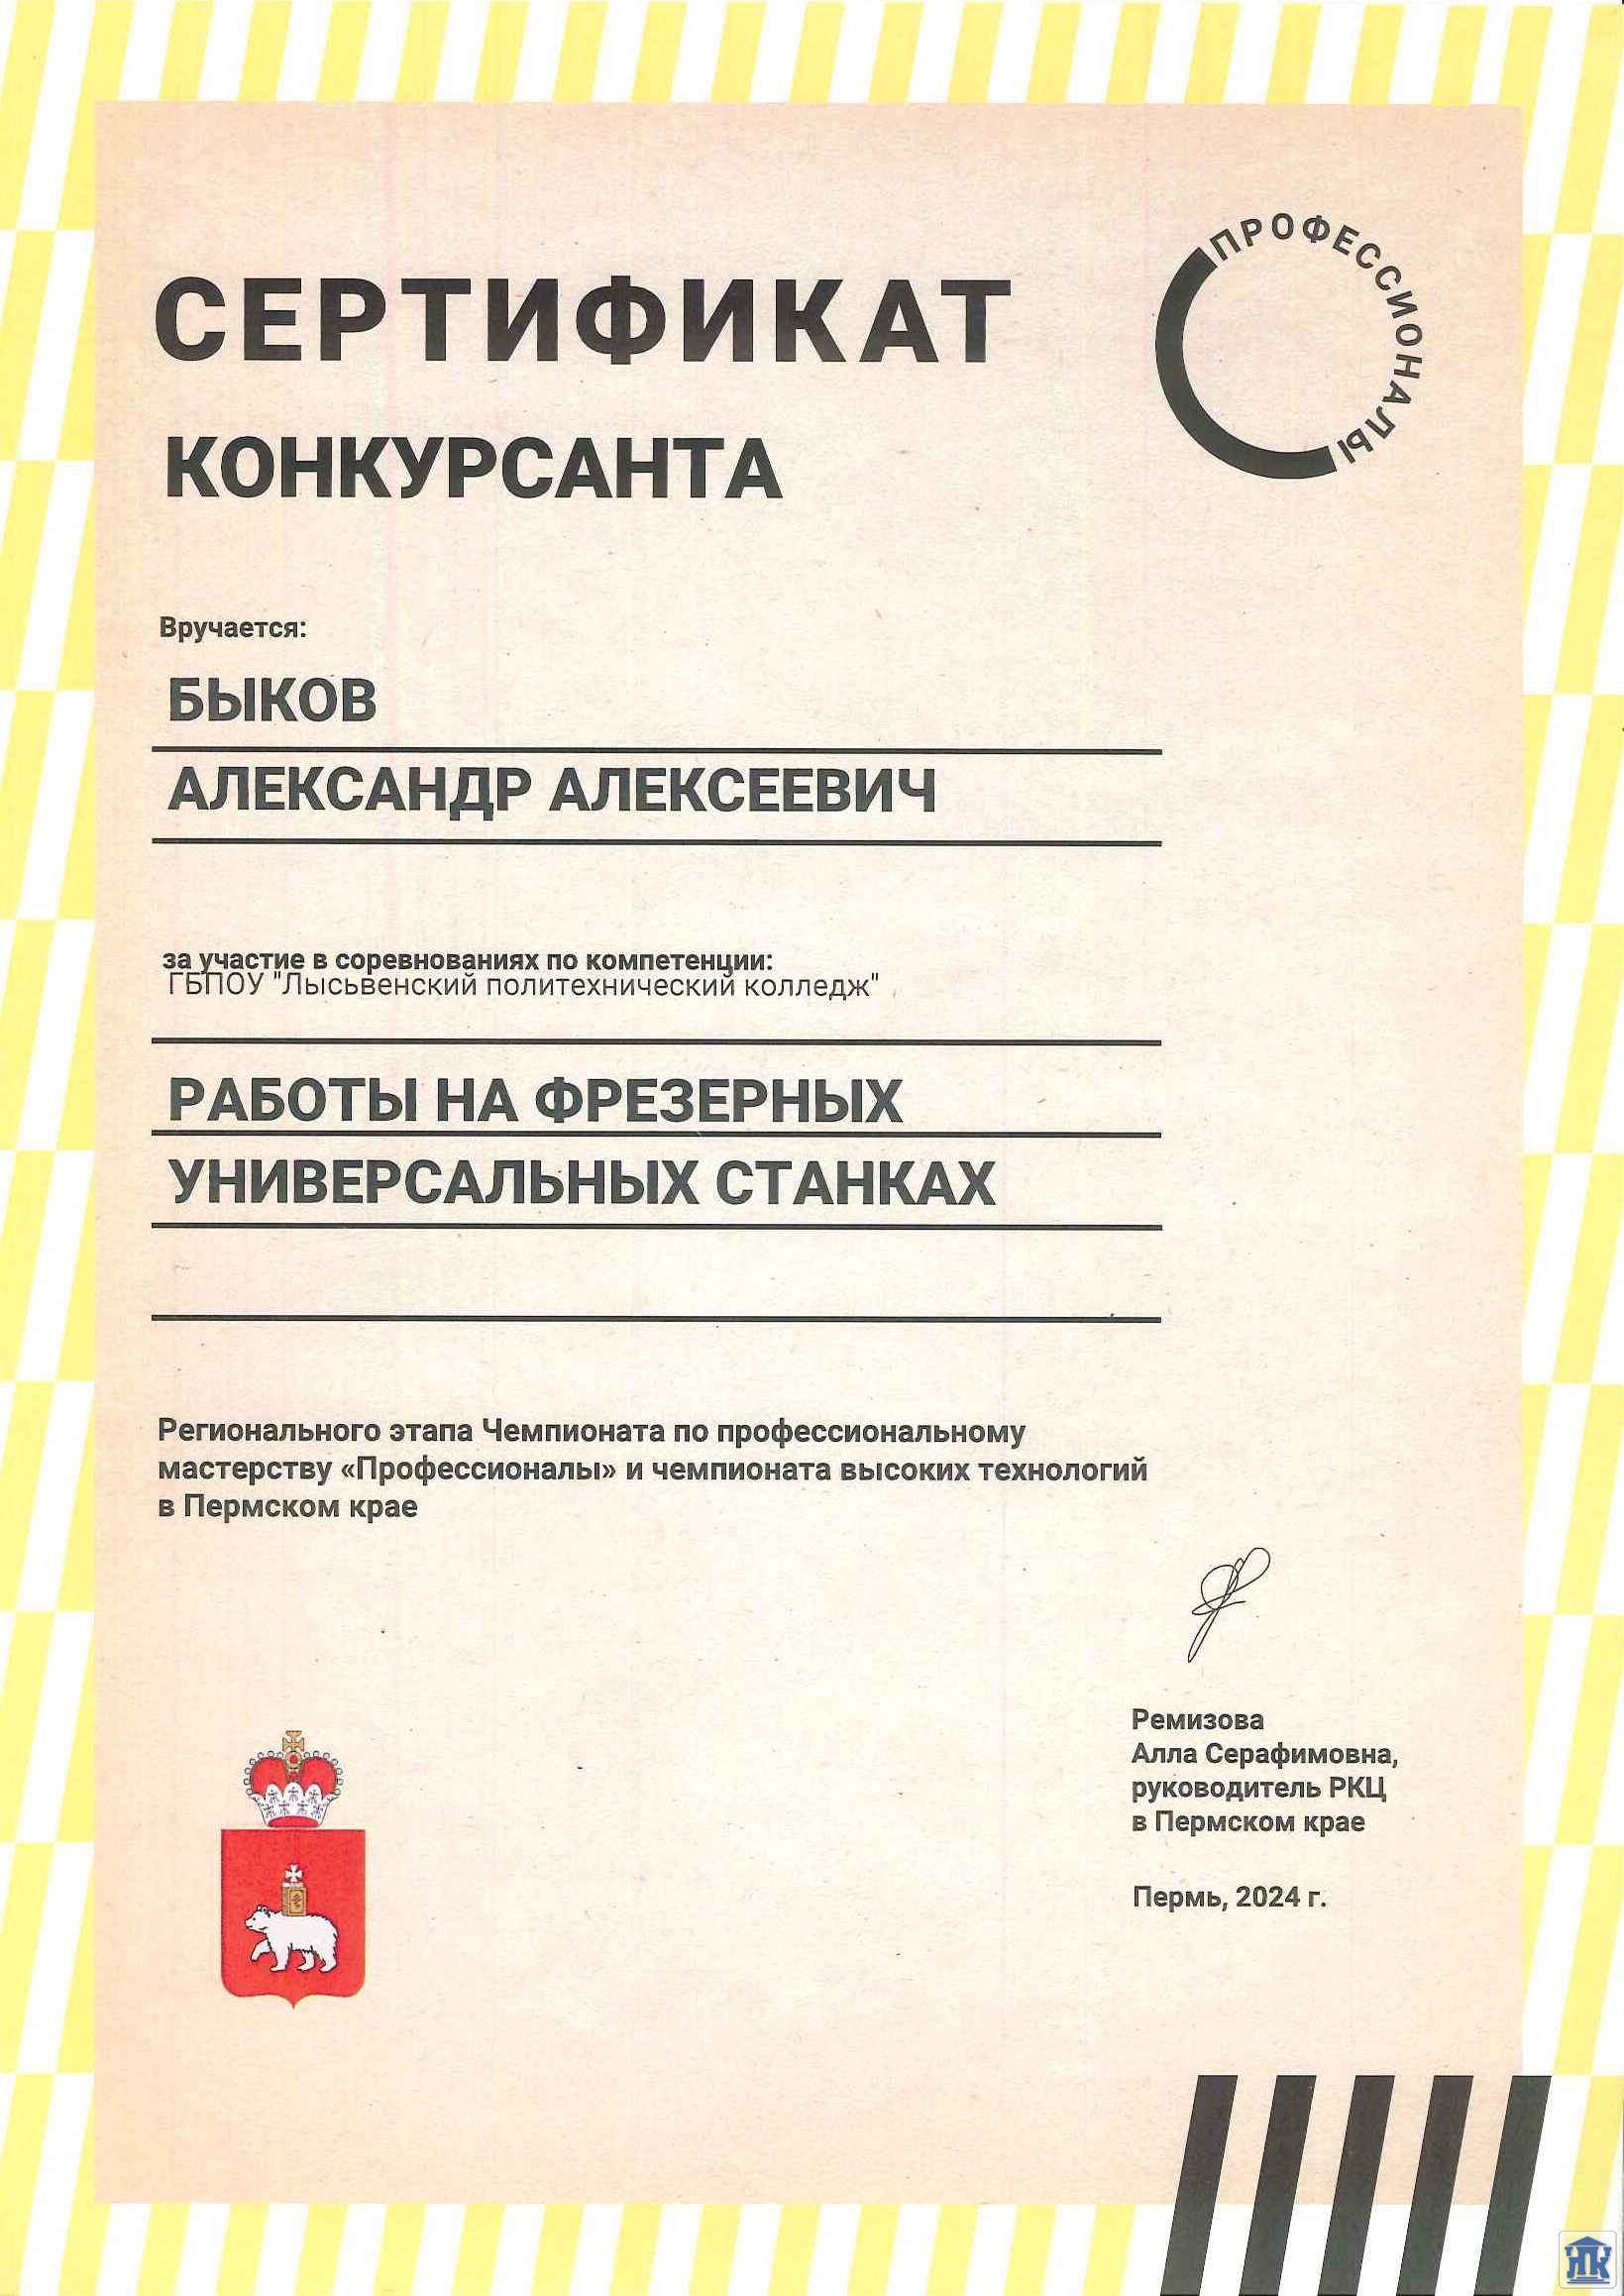 СЕРТИФИКАТ
ПРОФЕССИОНАЛЫ
КОНКУРСАНТА
Вручается:
БЫКОВ
АЛЕКСАНДР АЛЕКСЕЕВИЧ
за участие в соревнованиях по компетенции:
ГБПОУ "Лысьвенский политехнический колледж"
РАБОТЫ НА ФРЕЗЕРНЫХ
УНИВЕРСАЛЬНЫХ СТАНКАХ
Регионального этапа Чемпионата по профессиональному
мастерству «Профессионалы» и чемпионата высоких технологий
в Пермском крае
Ремизова
Алла Серафимовна,
руководитель РКЦ
в Пермском крае
Пермь, 2024 г.